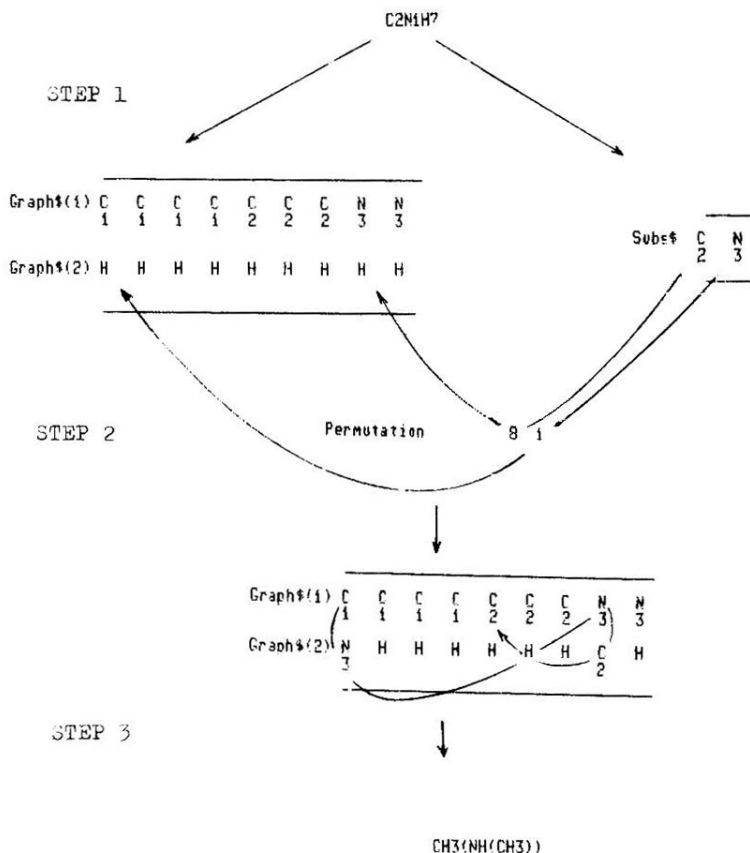 C2N1H7
STEP 1
Graph$(1) C C C C C C C N N
1 1 1 1 2 2 2 3 3
Graph$(2) H H H H H H H H H
Subs$ C N
2 3
STEP 2
Permutation 8 1
Graph$(1) C C C C C C C N N
1 1 1 1 2 2 2 3 3
Graph$(2) N H H H H H H C H
3 2
STEP 3
CH3(NH(CH3))